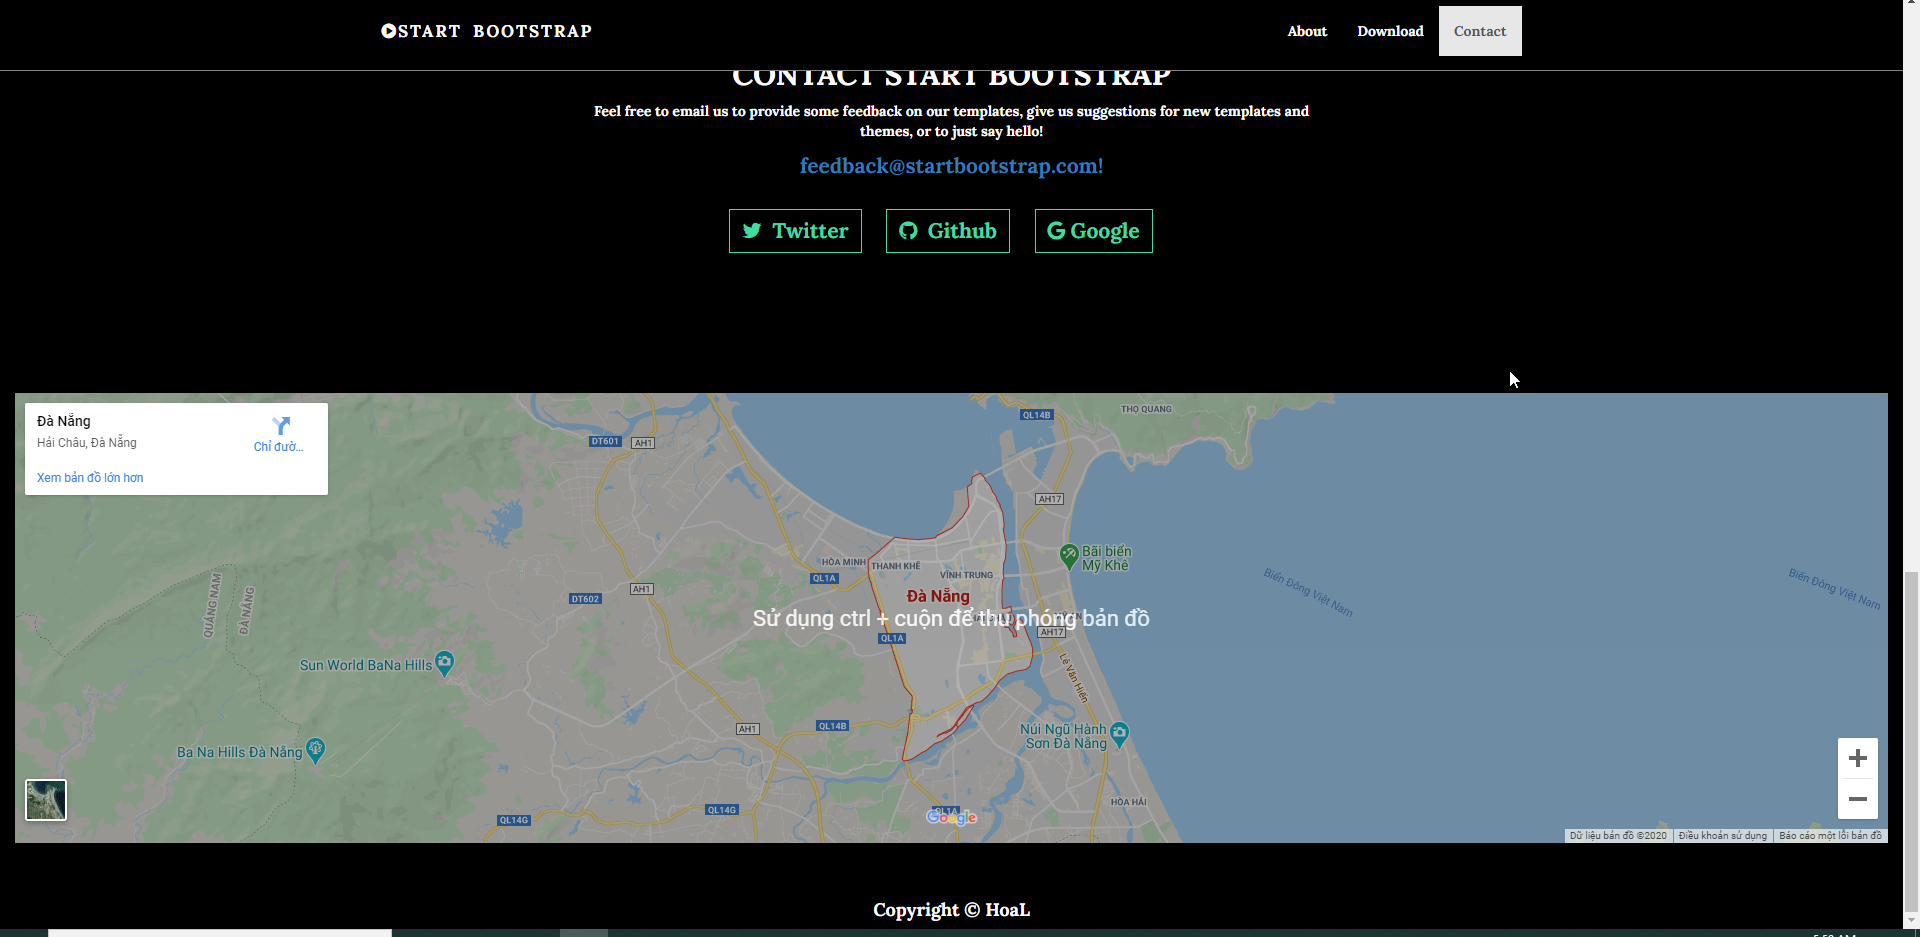 START BOOTSTRAP
About Download Contact
CONTACT START BOOTSTRAP
Feel free to email us to provide some feedback on our templates, give us suggestions for new templates and
themes, or to just say hello!
feedback@startbootstrap.com!
Twitter Github Google
Đà Nẵng
Hải Châu, Đà Nẵng
Chỉ đườ...
Xem bản đồ lớn hơn
THỌ QUANG
QL14B
DT601
AH1
AH17
Bãi biển
Mỹ Khê
HÒA MINH
THANH KHÊ
VĨNH TRUNG
QL1A
Biển Đông Việt Nam
Biển Đông Việt Nam
QUẢNG NAM
ĐÀ NẴNG
AH1
DT602
Đà Nẵng
Sử dụng ctrl + cuộn để thu phóng bản đồ
AH17
QL1A
Lê Văn Hiến
Sun World BaNa Hills
Núi Ngũ Hành
Sơn Đà Nẵng
AH1
QL14B
Ba Na Hills Đà Nẵng
HÒA HẢI
QL14G
QL14G
QL1A
Google
Dữ liệu bản đồ ©2020
Điều khoản sử dụng
Báo cáo một lỗi bản đồ
Copyright © HoaL